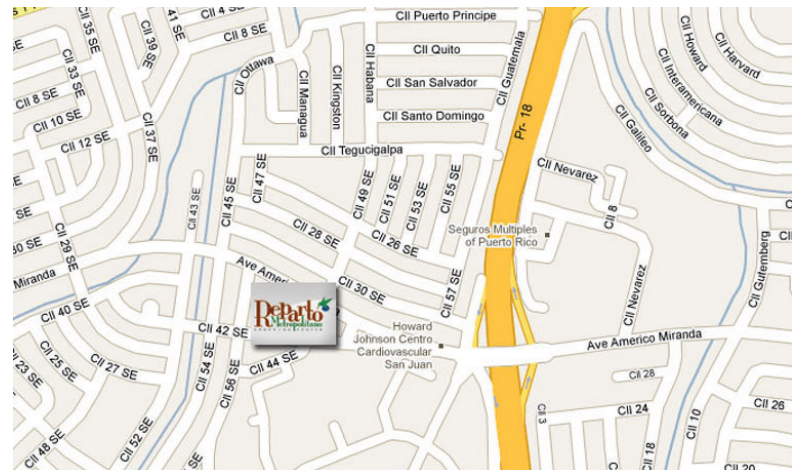 Cll 35 SE
Cll 41 SE
Cll 4 SE
Cll 8 SE
Cll 39 SE
Cll 33 SE
Cll 8 SE
Cll 10 SE
Cll 12 SE
Cll 37 SE
Cll Ottawa
Cll Managua
Cll Kingston
Cll Habana
Cll Puerto Principe
Cll Quito
Cll San Salvador
Cll Santo Domingo
Cll Guatemala
Pr- 18
Cll Howard
Cll Harvard
Cll Interamericana
Cll Sorbona
Cll Galileo
Cll Tegucigalpa
Cll 43 SE
Cll 45 SE
Cll 47 SE
Cll 49 SE
Cll 51 SE
Cll 53 SE
Cll 55 SE
Cll Nevarez
Cll 8
Cll 28 SE
Cll 26 SE
Seguros Multiples
of Puerto Rico
Cll Gutemberg
Cll
SE
30 SE
Cll 29 SE
Miranda
Ave Americ
Cll 30 SE
Cll 57 SE
Cll Nevarez
Reparto
Metropolitano
Cll 40 SE
Cll 42 SE
Howard
Johnson Centro
Cardiovascular
San Juan
Ave Americo Miranda
Cll 23 SE
Cll 25 SE
Cll 27 SE
Cll 54 SE
Cll 56 SE
Cll 44 SE
Cll 28
Cll 24
Cll 3
Cll 10
Cll 26
Cll 48 SE
Cll 52 SE
Cll 18
Cll 20